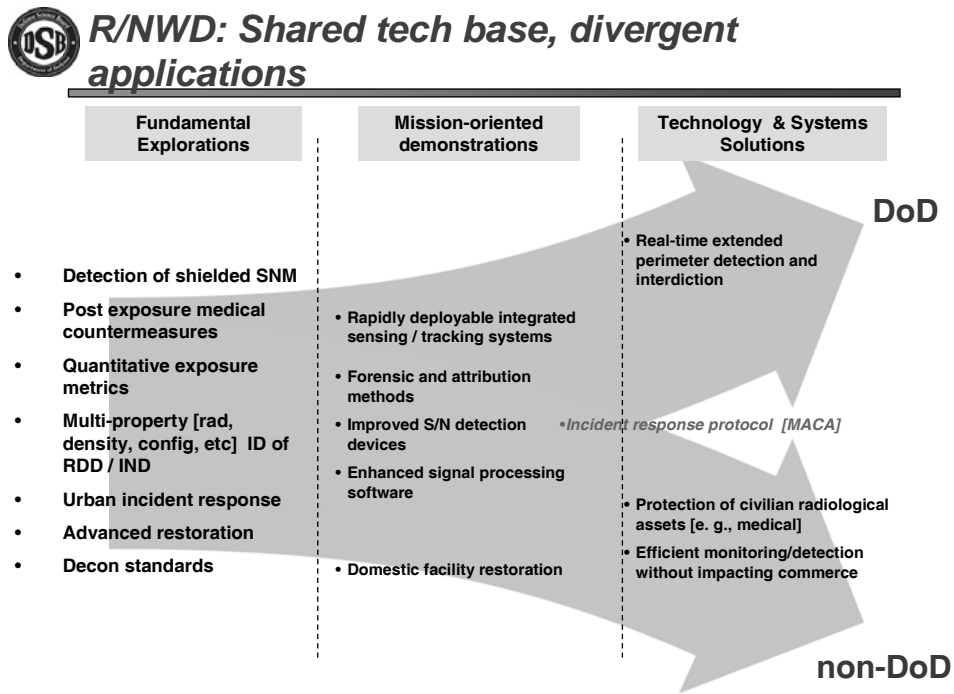 DSB
R/NWD: Shared tech base, divergent
applications
Fundamental
Explorations
• Detection of shielded SNM
• Post exposure medical
countermeasures
• Quantitative exposure
metrics
• Multi-property [rad,
density, config, etc] ID of
RDD / IND
• Urban incident response
• Advanced restoration
• Decon standards
Mission-oriented
demonstrations
• Rapidly deployable integrated
sensing / tracking systems
• Forensic and attribution
methods
• Improved S/N detection
devices
• Enhanced signal processing
software
• Domestic facility restoration
Technology & Systems
Solutions
DoD
• Real-time extended
perimeter detection and
interdiction
•Incident response protocol [MACA]
• Protection of civilian radiological
assets [e. g., medical]
• Efficient monitoring/detection
without impacting commerce
non-DoD